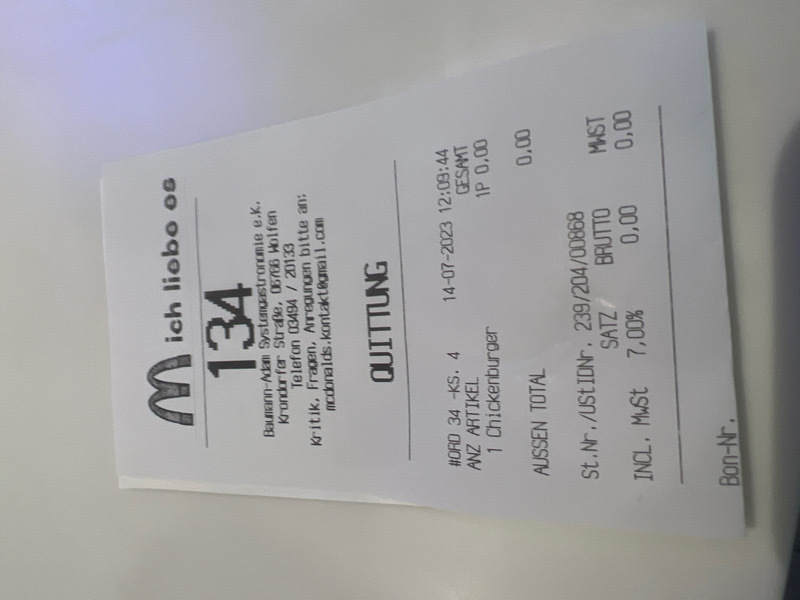 ich liebe es
134
Baumann-Adam Systemgastronomie e.K.
Krondorfer Straße, 06766 Wolfen
Telefon 03494 / 20133
Kritik, Fragen, Anregungen bitte an:
mcdonalds.kontakt@gmail.com
QUITTUNG
#ORD 34 -KS. 4 14-07-2023 12:09:44
ANZ ARTIKEL GESAMT
1 Chickenburger 1P 0,00
AUSSEN TOTAL 0,00
St.Nr./UStIDNr. 239/204/00868
SATZ BRUTTO MWST
INCL. MwSt 7,00% 0,00 0,00
Bon-Nr.